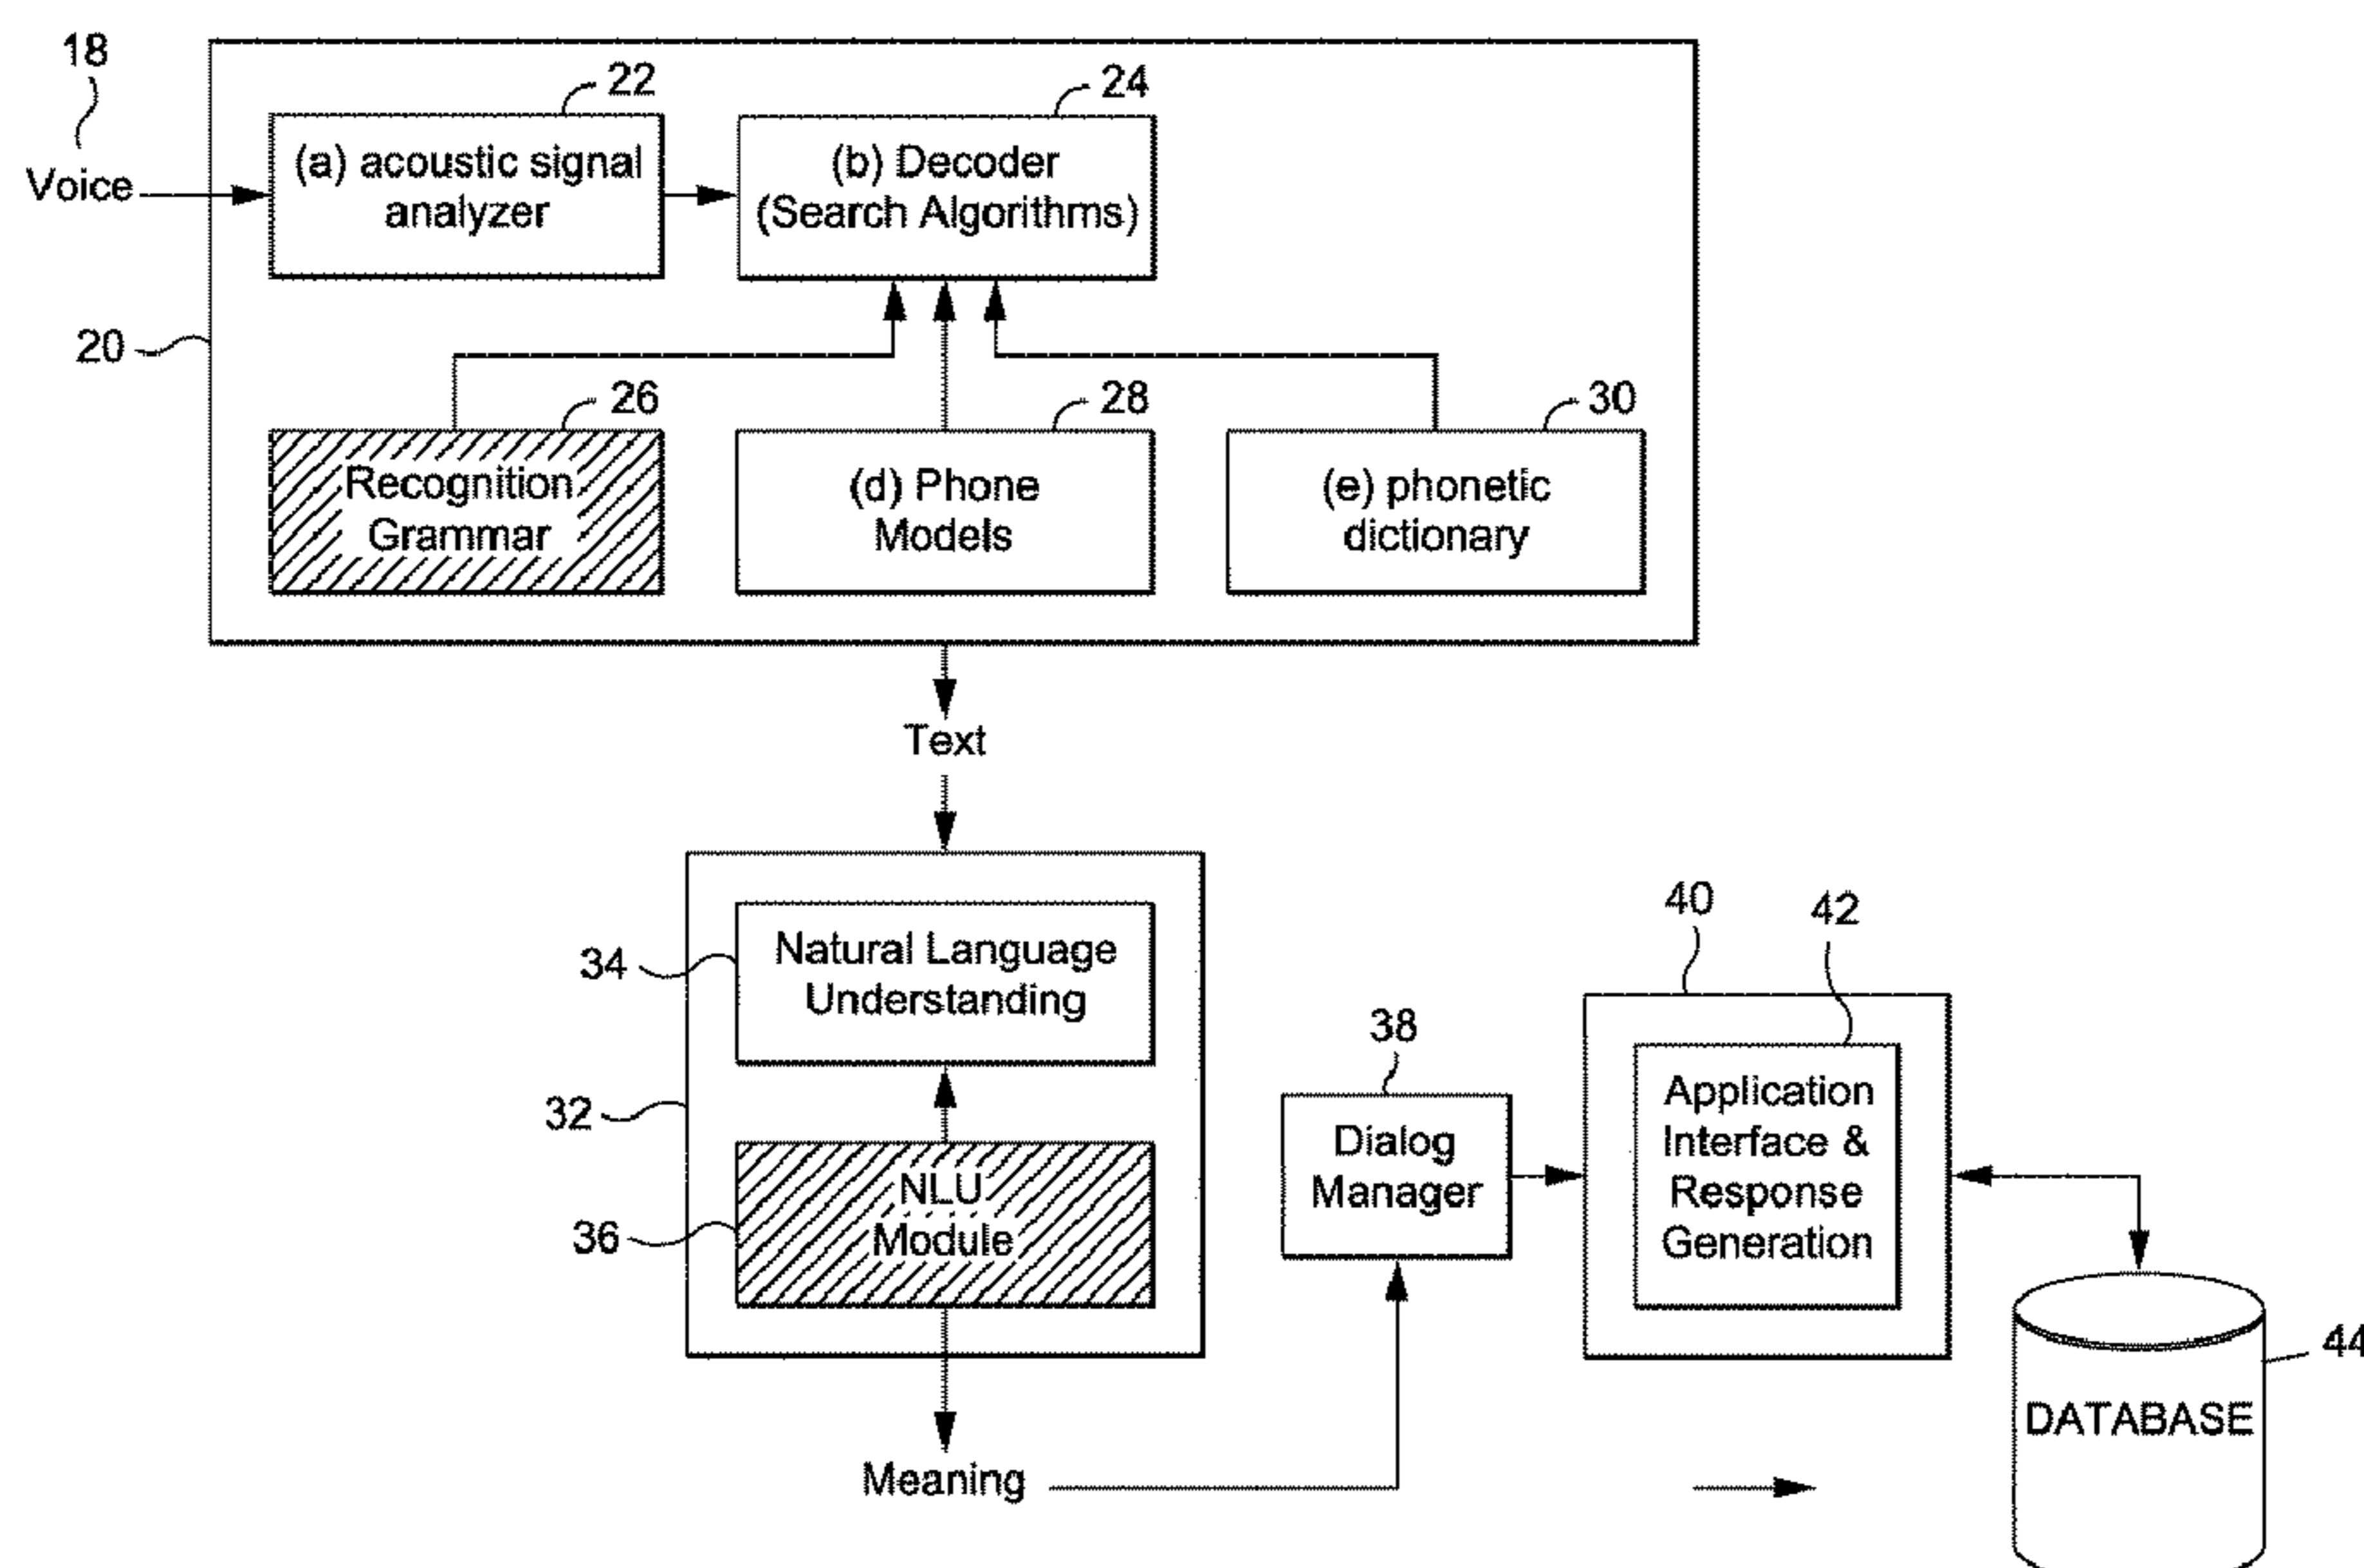 18
22
24
Voice
(a) acoustic signal
analyzer
(b) Decoder
(Search Algorithms)
20
26
28
30
Recognition
Grammar
(d) Phone
Models
(e) phonetic
dictionary
Text
34
Natural Language
Understanding
32
36
NLU
Module
Meaning
38
Dialog
Manager
40
42
Application
Interface &
Response
Generation
44
DATABASE